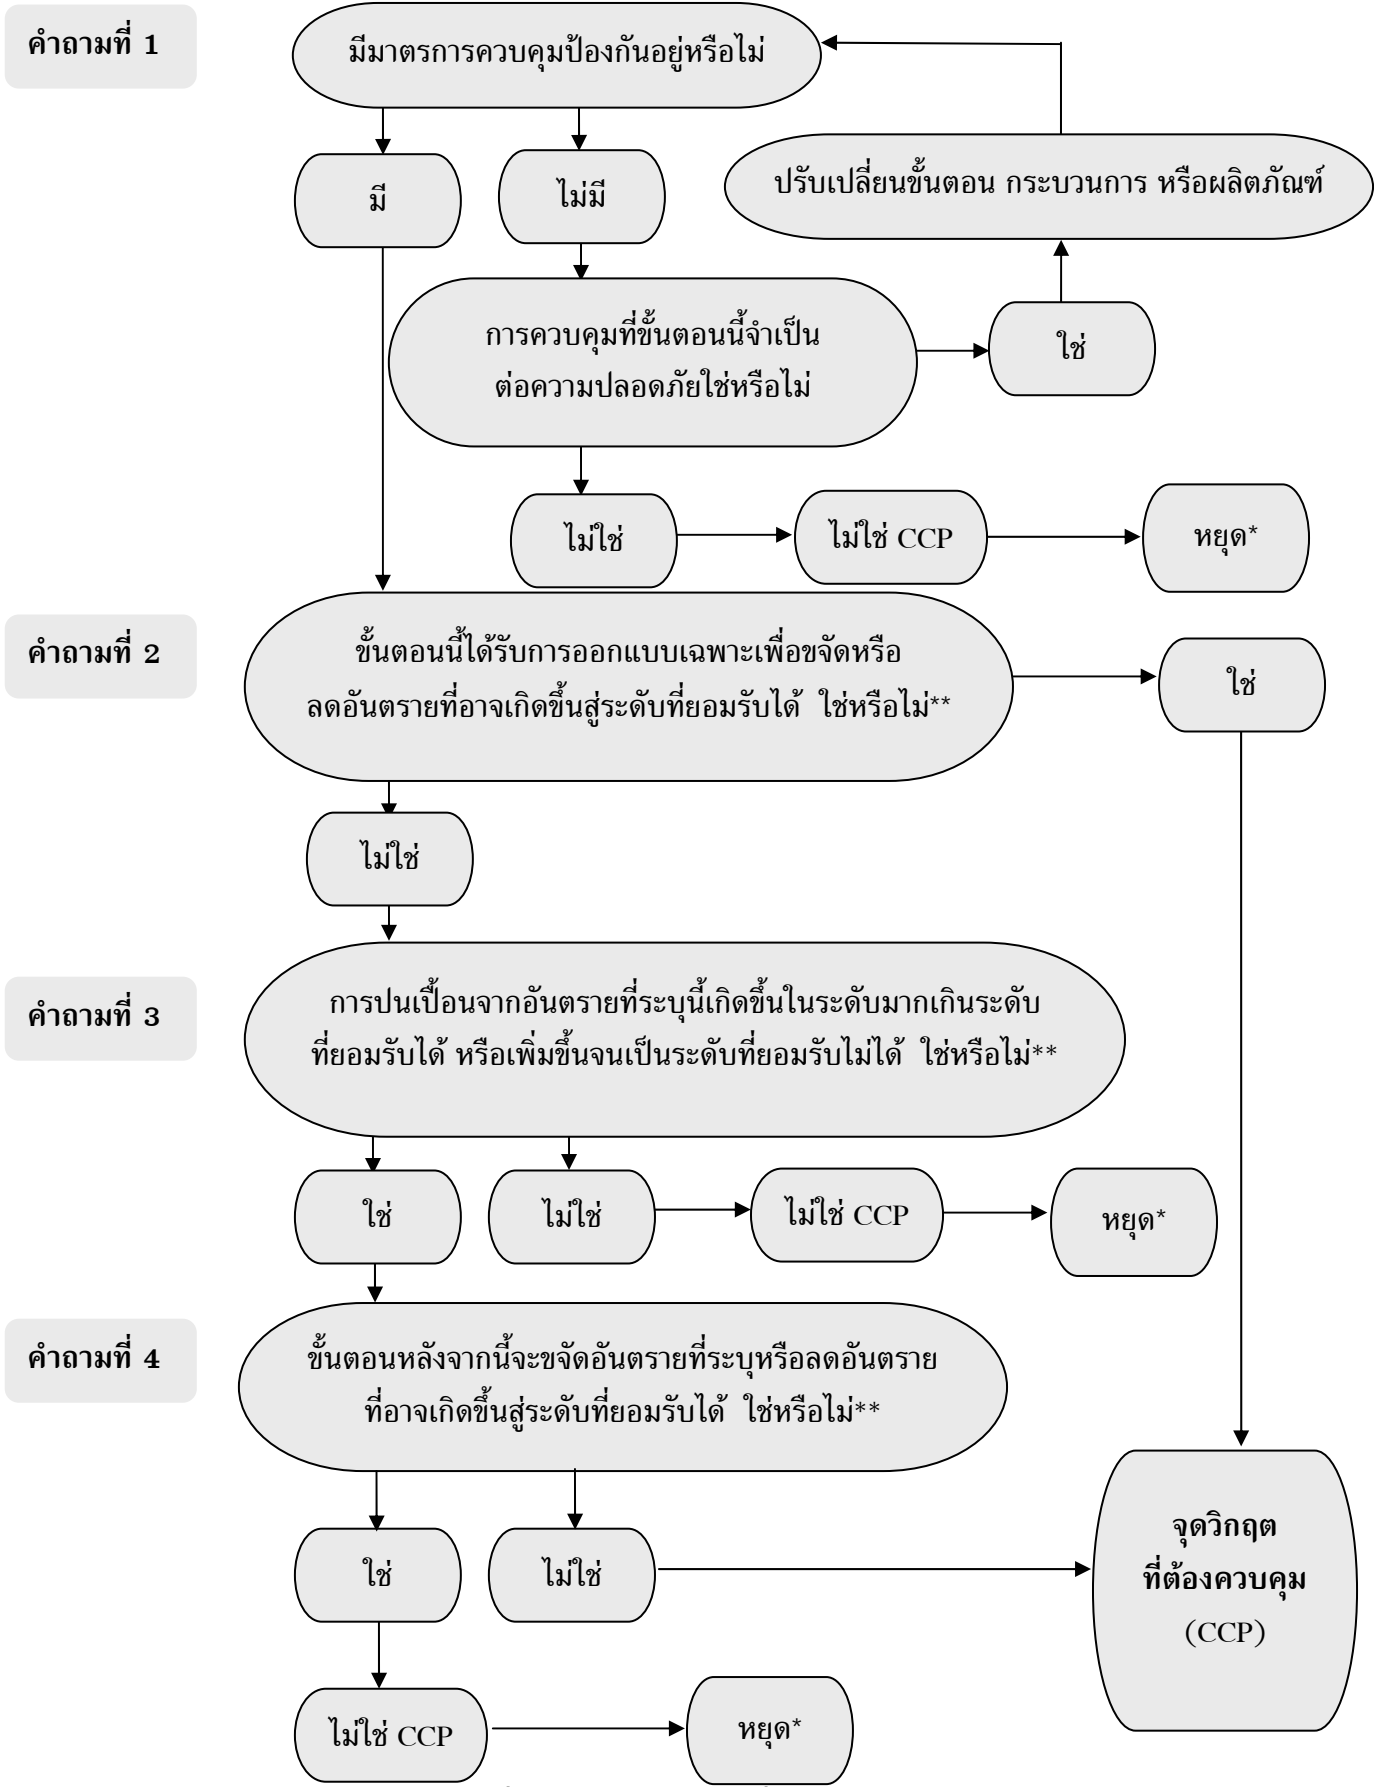 คำถามที่ 1
มีมาตรการควบคุมป้องกันอยู่หรือไม่
มี
ไม่มี
ปรับเปลี่ยนขั้นตอน กระบวนการ หรือผลิตภัณฑ์
การควบคุมที่ขั้นตอนนี้จำเป็น
ต่อความปลอดภัยใช่หรือไม่
ใช่
ไม่ใช่
ไม่ใช่ CCP
หยุด*
คำถามที่ 2
ขั้นตอนนี้ได้รับการออกแบบเฉพาะเพื่อขจัดหรือ
ลดอันตรายที่อาจเกิดขึ้นสู่ระดับที่ยอมรับได้ ใช่หรือไม่**
ใช่
ไม่ใช่
คำถามที่ 3
การปนเปื้อนจากอันตรายที่ระบุนี้เกิดขึ้นในระดับมากเกินระดับ
ที่ยอมรับได้ หรือเพิ่มขึ้นจนเป็นระดับที่ยอมรับไม่ได้ ใช่หรือไม่**
ใช่
ไม่ใช่
ไม่ใช่ CCP
หยุด*
คำถามที่ 4
ขั้นตอนหลังจากนี้จะขจัดอันตรายที่ระบุหรือลดอันตราย
ที่อาจเกิดขึ้นสู่ระดับที่ยอมรับได้ ใช่หรือไม่**
ใช่
ไม่ใช่
จุดวิกฤต
ที่ต้องควบคุม
(CCP)
ไม่ใช่ CCP
หยุด*